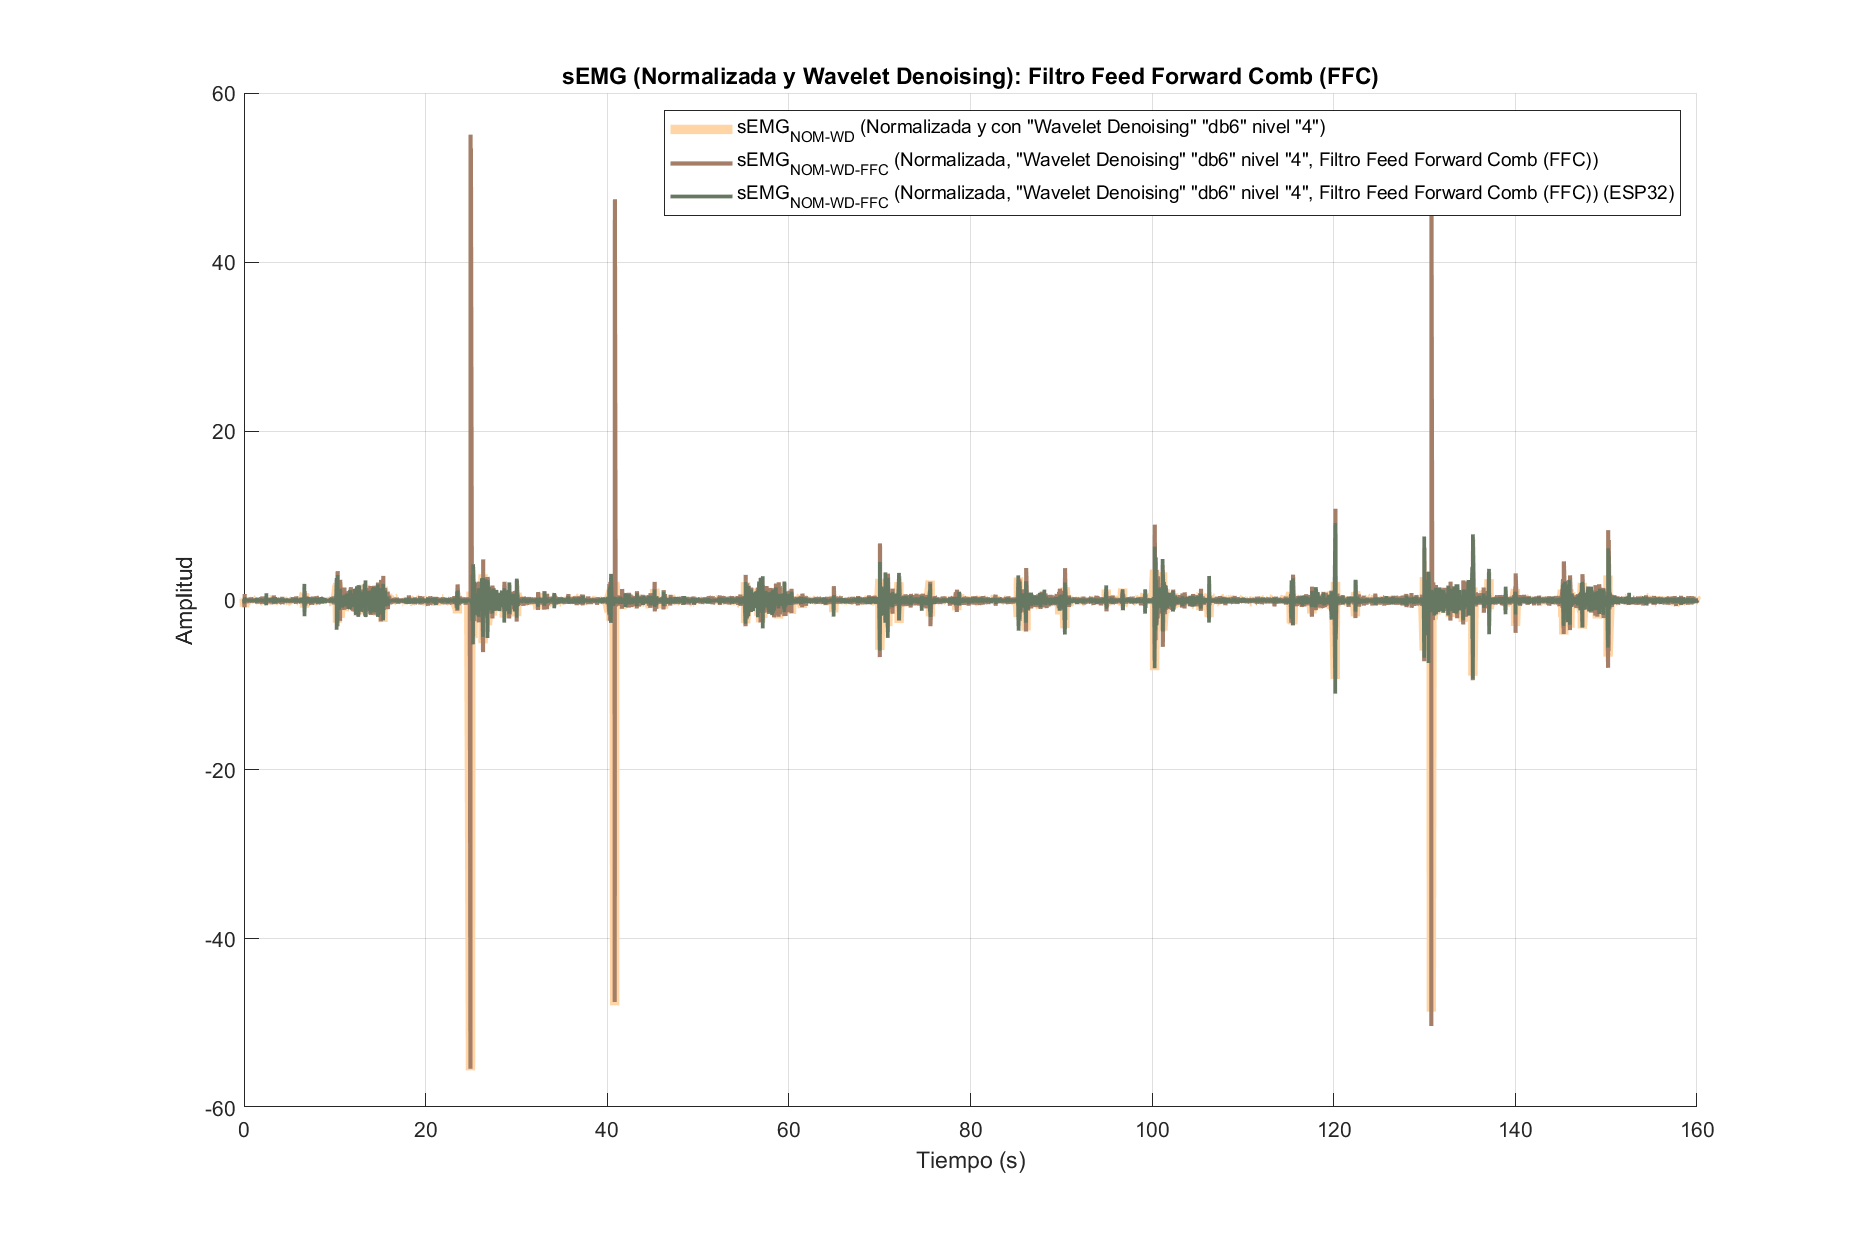 sEMG (Normalizada y Wavelet Denoising): Filtro Feed Forward Comb (FFC)
sEMG_NOM-WD (Normalizada y con "Wavelet Denoising" "db6" nivel "4")
sEMG_NOM-WD-FFC (Normalizada, "Wavelet Denoising" "db6" nivel "4", Filtro Feed Forward Comb (FFC))
sEMG_NOM-WD-FFC (Normalizada, "Wavelet Denoising" "db6" nivel "4", Filtro Feed Forward Comb (FFC)) (ESP32)
60
40
20
0
-20
-40
-60
Amplitud
0 20 40 60 80 100 120 140 160
Tiempo (s)